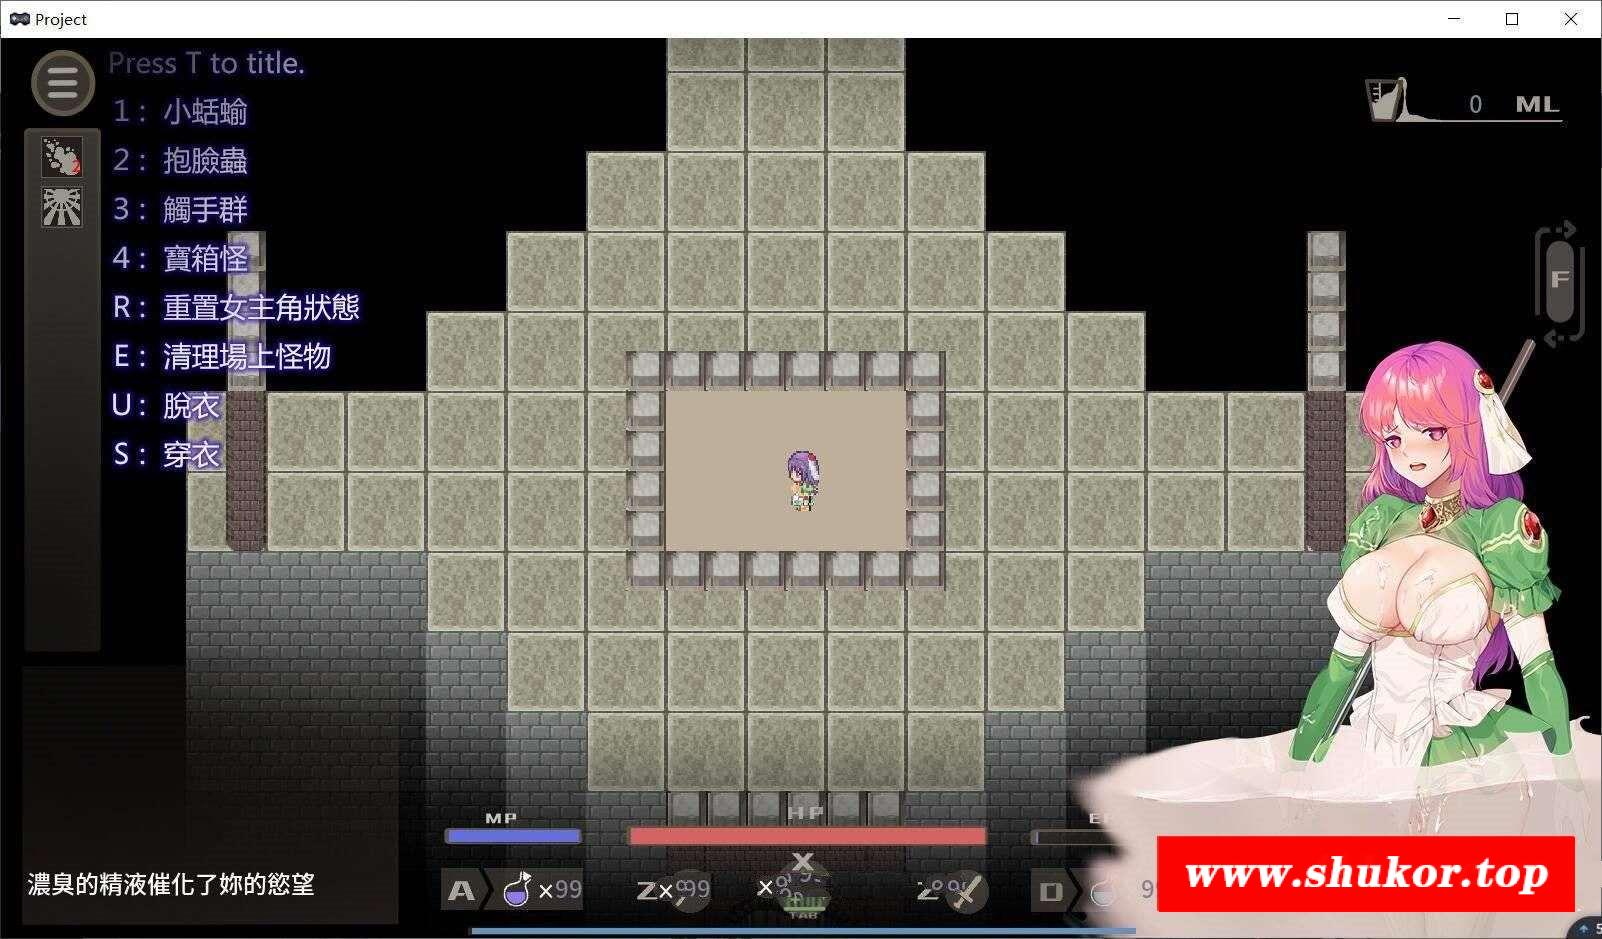 Project
Press T to title.
1： 小蛞蝓
2： 抱臉蟲
3： 觸手群
4： 寶箱怪
R： 重置女主角狀態
E： 清理場上怪物
U： 脫衣
S： 穿衣
0 ML
F
MP
HP
A ×99
Z×99
X
TAB
D
濃臭的精液催化了妳的慾望
www.shukor.top